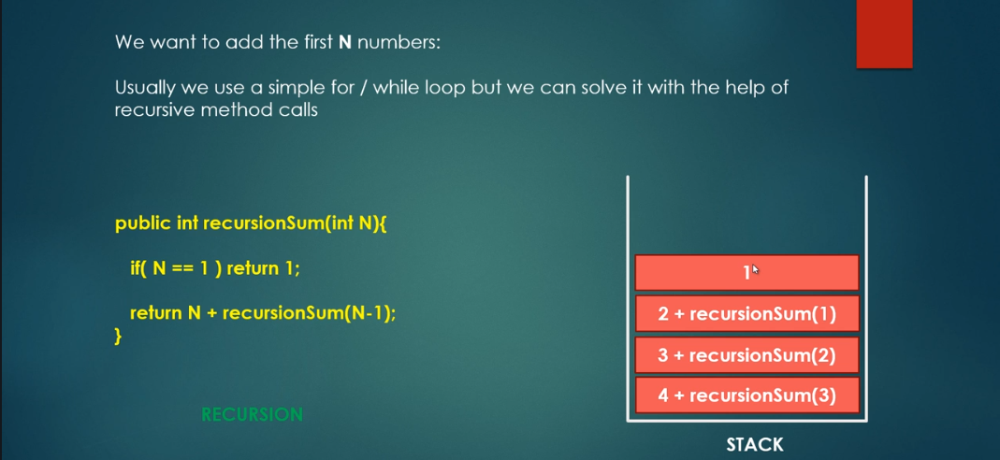 We want to add the first N numbers:
Usually we use a simple for / while loop but we can solve it with the help of
recursive method calls
public int recursionSum(int N){
if( N == 1 ) return 1;
return N + recursionSum(N-1);
}
RECURSION
1
2 + recursionSum(1)
3 + recursionSum(2)
4 + recursionSum(3)
STACK